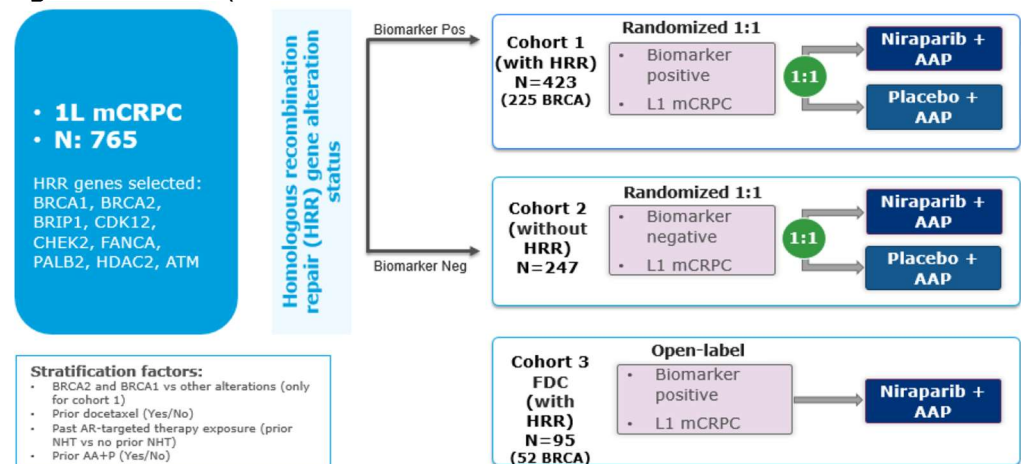 • 1L mCRPC
• N: 765
HRR genes selected:
BRCA1, BRCA2,
BRIP1, CDK12,
CHEK2, FANCA,
PALB2, HDAC2, ATM
Homologous recombination
repair (HRR) gene alteration
status
Biomarker Pos
Biomarker Neg
Cohort 1
(with HRR)
N=423
(225 BRCA)
Randomized 1:1
• Biomarker
positive
• L1 mCRPC
1:1
Niraparib +
AAP
Placebo +
AAP
Cohort 2
(without
HRR)
N=247
Randomized 1:1
• Biomarker
negative
• L1 mCRPC
1:1
Niraparib +
AAP
Placebo +
AAP
Cohort 3
FDC
(with
HRR)
N=95
(52 BRCA)
Open-label
• Biomarker
positive
• L1 mCRPC
Niraparib +
AAP
Stratification factors:
• BRCA2 and BRCA1 vs other alterations (only
for cohort 1)
• Prior docetaxel (Yes/No)
• Past AR-targeted therapy exposure (prior
NHT vs no prior NHT)
• Prior AA+P (Yes/No)